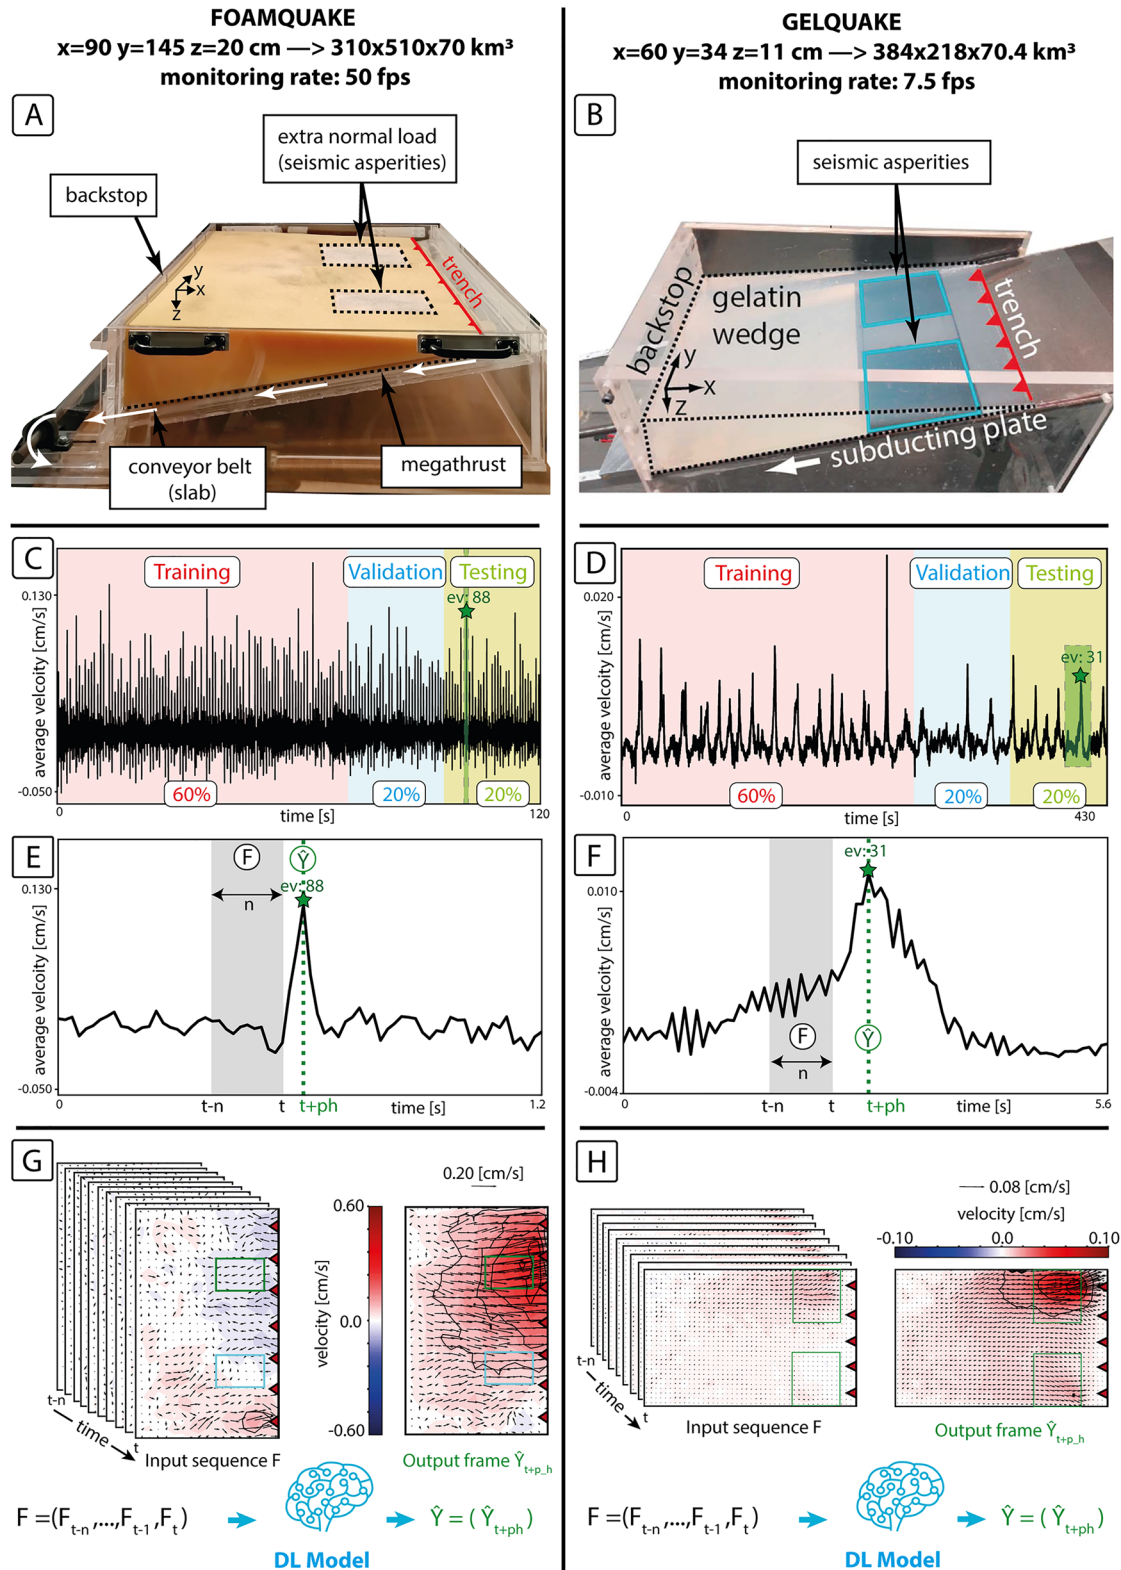 FOAMQUAKE
x=90 y=145 z=20 cm —> 310x510x70 km³
monitoring rate: 50 fps
A
extra normal load
(seismic asperities)
backstop
y
x
z
trench
conveyor belt
(slab)
megathrust
GELQUAKE
x=60 y=34 z=11 cm —> 384x218x70.4 km³
monitoring rate: 7.5 fps
B
seismic asperities
backstop
gelatin
wedge
trench
y
x
z
subducting plate
C
Training
Validation
Testing
ev: 88
0.130
average velcoity [cm/s]
-0.050
60%
20%
20%
0
time [s]
120
D
Training
Validation
Testing
ev: 31
0.020
average velocity [cm/s]
-0.010
60%
20%
20%
0
time [s]
430
E
F
Ŷ
ev: 88
n
0.130
average velcoity [cm/s]
-0.050
0
t-n
t
t+ph
time [s]
1.2
F
ev: 31
0.010
average velcoity [cm/s]
F
Ŷ
n
-0.004
0
t-n
t
t+ph
time [s]
5.6
G
0.20 [cm/s]
0.60
velocity [cm/s]
0.0
-0.60
t-n
time
t
Input sequence F
Output frame Ŷt+p_h
F =(Ft-n ,...,Ft-1 ,Ft)
Ŷ = ( Ŷt+ph)
DL Model
H
0.08 [cm/s]
velocity [cm/s]
-0.10
0.0
0.10
t-n
time
t
Input sequence F
Output frame Ŷt+p_h
F =(Ft-n ,...,Ft-1 ,Ft)
Ŷ = ( Ŷt+ph)
DL Model